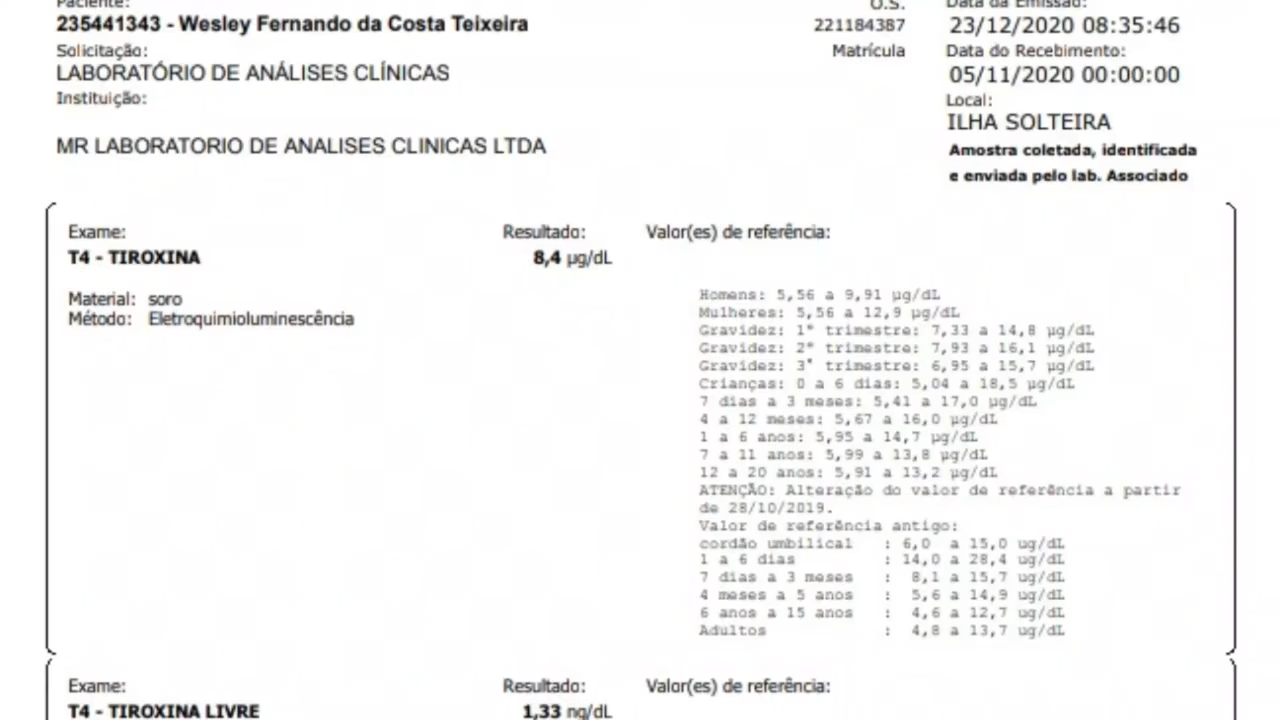 Paciente:
235441343 - Wesley Fernando da Costa Teixeira
Solicitação:
LABORATÓRIO DE ANÁLISES CLÍNICAS
Instituição:
MR LABORATORIO DE ANALISES CLINICAS LTDA
O.S.
221184387
Matrícula
Data da Emissão:
23/12/2020 08:35:46
Data do Recebimento:
05/11/2020 00:00:00
Local:
ILHA SOLTEIRA
Amostra coletada, identificada
e enviada pelo lab. Associado
Exame:
T4 - TIROXINA
Resultado:
8,4 µg/dL
Material: soro
Método: Eletroquimioluminescência
Valor(es) de referência:
Homens: 5,56 a 9,91 µg/dL
Mulheres: 5,56 a 12,9 µg/dL
Gravidez: 1° trimestre: 7,33 a 14,8 µg/dL
Gravidez: 2° trimestre: 7,93 a 16,1 µg/dL
Gravidez: 3° trimestre: 6,95 a 15,7 µg/dL
Crianças: 0 a 6 dias: 5,04 a 18,5 µg/dL
7 dias a 3 meses: 5,41 a 17,0 µg/dL
4 a 12 meses: 5,67 a 16,0 µg/dL
1 a 6 anos: 5,95 a 14,7 µg/dL
7 a 11 anos: 5,99 a 13,8 µg/dL
12 a 20 anos: 5,91 a 13,2 µg/dL
ATENÇÃO: Alteração do valor de referência a partir
de 28/10/2019.
Valor de referência antigo:
cordão umbilical : 6,0 a 15,0 ug/dL
1 a 6 dias : 14,0 a 28,4 ug/dL
7 dias a 3 meses : 8,1 a 15,7 ug/dL
4 meses a 5 anos : 5,6 a 14,9 ug/dL
6 anos a 15 anos : 4,6 a 12,7 ug/dL
Adultos : 4,8 a 13,7 ug/dL
Exame:
T4 - TIROXINA LIVRE
Resultado:
1,33 ng/dL
Valor(es) de referência: